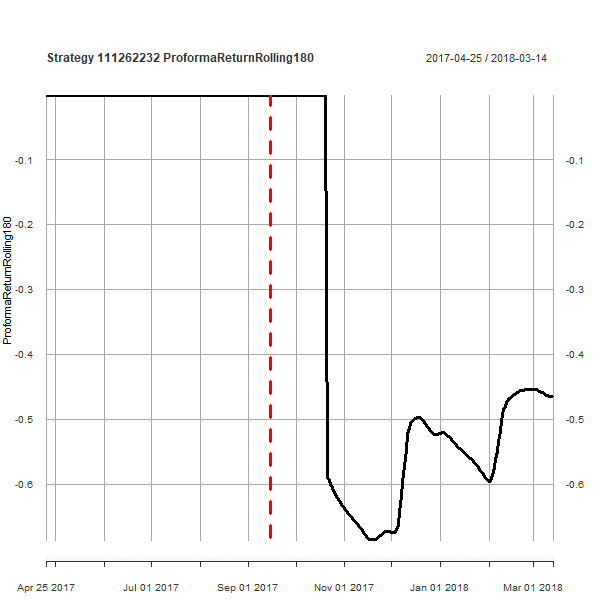 Strategy 111262232 ProformaReturnRolling180
2017-04-25 / 2018-03-14
ProformaReturnRolling180
-0.1 -0.1
-0.2 -0.2
-0.3 -0.3
-0.4 -0.4
-0.5 -0.5
-0.6 -0.6
Apr 25 2017 Jul 01 2017 Sep 01 2017 Nov 01 2017 Jan 01 2018 Mar 01 2018